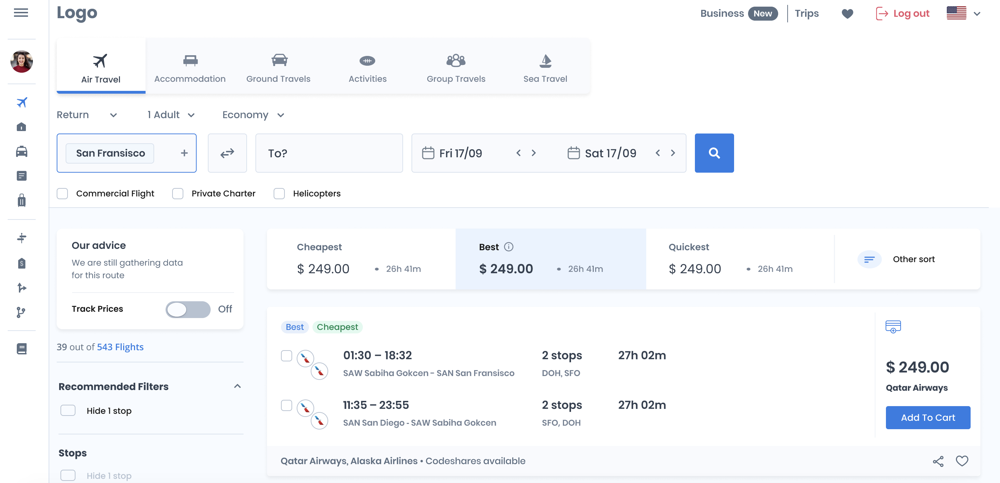 Logo
Business New Trips Log out
Air Travel Accommodation Ground Travels Activities Group Travels Sea Travel
Return 1 Adult Economy
San Fransisco + To? Fri 17/09 Sat 17/09
Commercial Flight Private Charter Helicopters
Our advice
We are still gathering data
for this route
Track Prices Off
39 out of 543 Flights
Recommended Filters
Hide 1 stop
Stops
Hide 1 stop
Cheapest Best Quickest
$ 249.00 • 26h 41m $ 249.00 • 26h 41m $ 249.00 • 26h 41m
Other sort
Best Cheapest
01:30 – 18:32 2 stops 27h 02m
SAW Sabiha Gokcen - SAN San Fransisco DOH, SFO
11:35 – 23:55 2 stops 27h 02m
SAN San Diego - SAW Sabiha Gokcen SFO, DOH
$ 249.00
Qatar Airways
Add To Cart
Qatar Airways, Alaska Airlines • Codeshares available